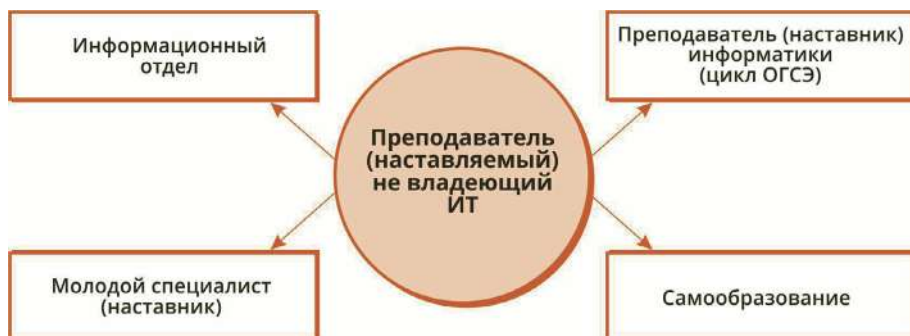 Информационный
отдел
Преподаватель (наставник)
информатики
(цикл ОГСЭ)
Преподаватель
(наставляемый)
не владеющий
ИТ
Молодой специалист
(наставник)
Самообразование